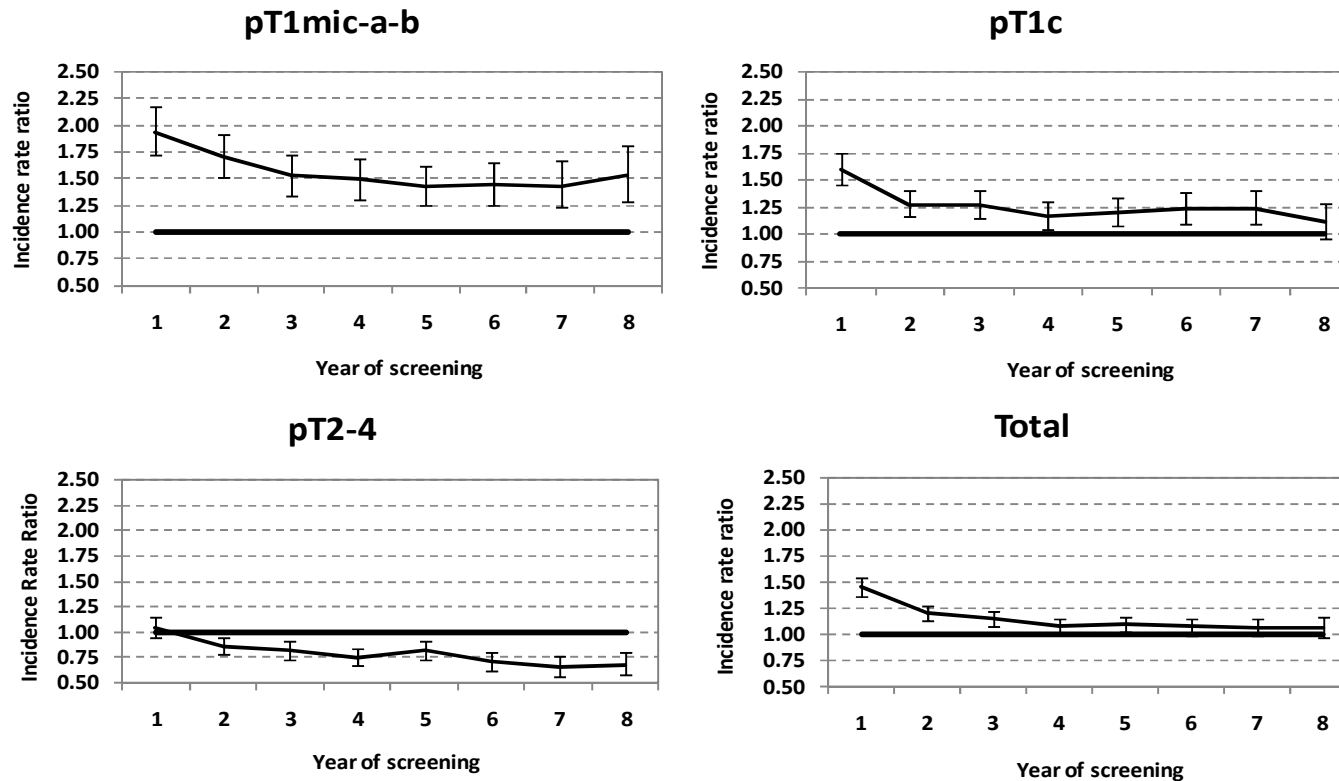 pT1mic-a-b
Incidence rate ratio
2.50
2.25
2.00
1.75
1.50
1.25
1.00
0.75
0.50
1 2 3 4 5 6 7 8
Year of screening
pT1c
Incidence rate ratio
2.50
2.25
2.00
1.75
1.50
1.25
1.00
0.75
0.50
1 2 3 4 5 6 7 8
Year of screening
pT2-4
Incidence Rate Ratio
2.50
2.25
2.00
1.75
1.50
1.25
1.00
0.75
0.50
1 2 3 4 5 6 7 8
Year of screening
Total
Incidence rate ratio
2.50
2.25
2.00
1.75
1.50
1.25
1.00
0.75
0.50
1 2 3 4 5 6 7 8
Year of screening